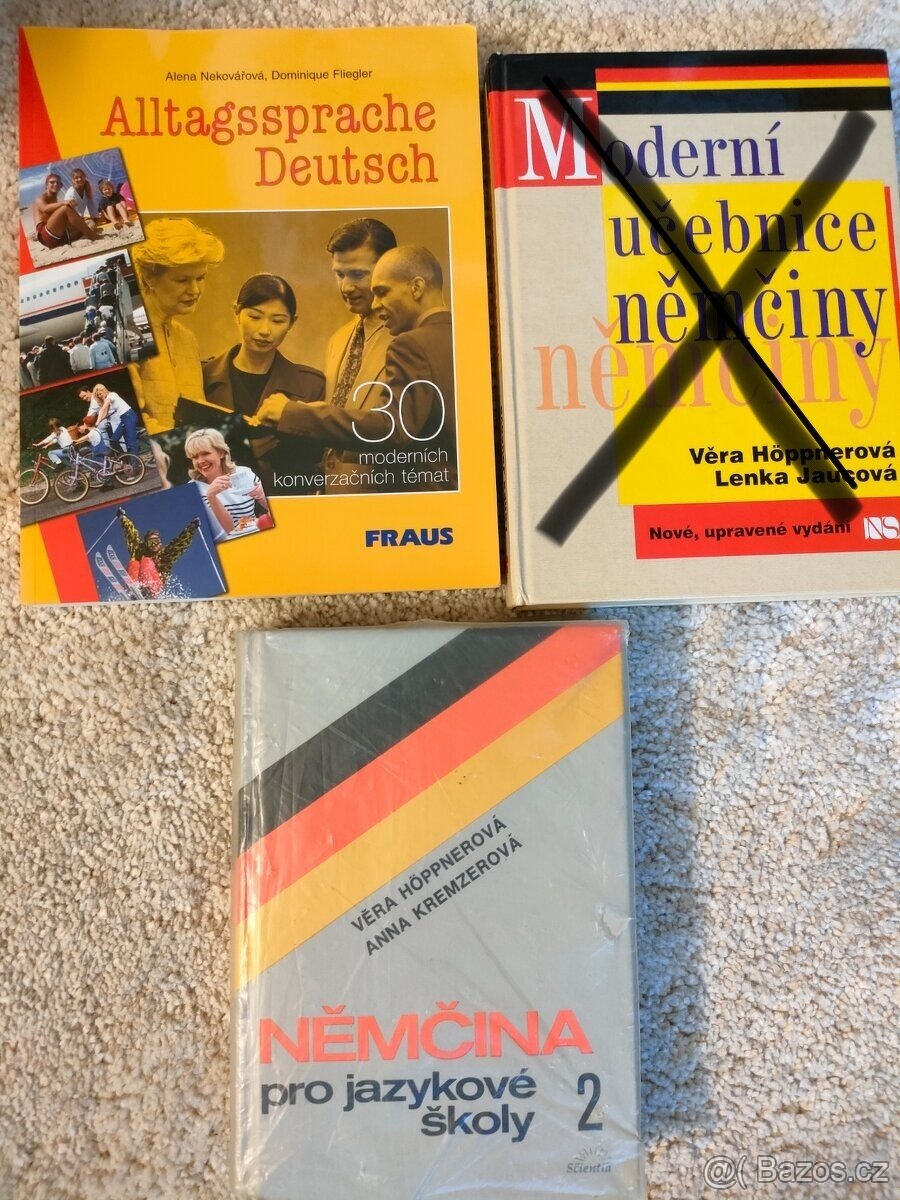 Alena Nekovářová, Dominique Fliegler
Alltagssprache
Deutsch
30
moderních
konverzačních témat
FRAUS
Moderní
učebnice
němčiny
němčiny
Věra Höppnerová
Lenka Jaucová
Nové, upravené vydání
NS
VĚRA HÖPPNEROVÁ
ANNA KREMZEROVÁ
NĚMČINA
pro jazykové
školy 2
Scientia
@( Bazos.cz